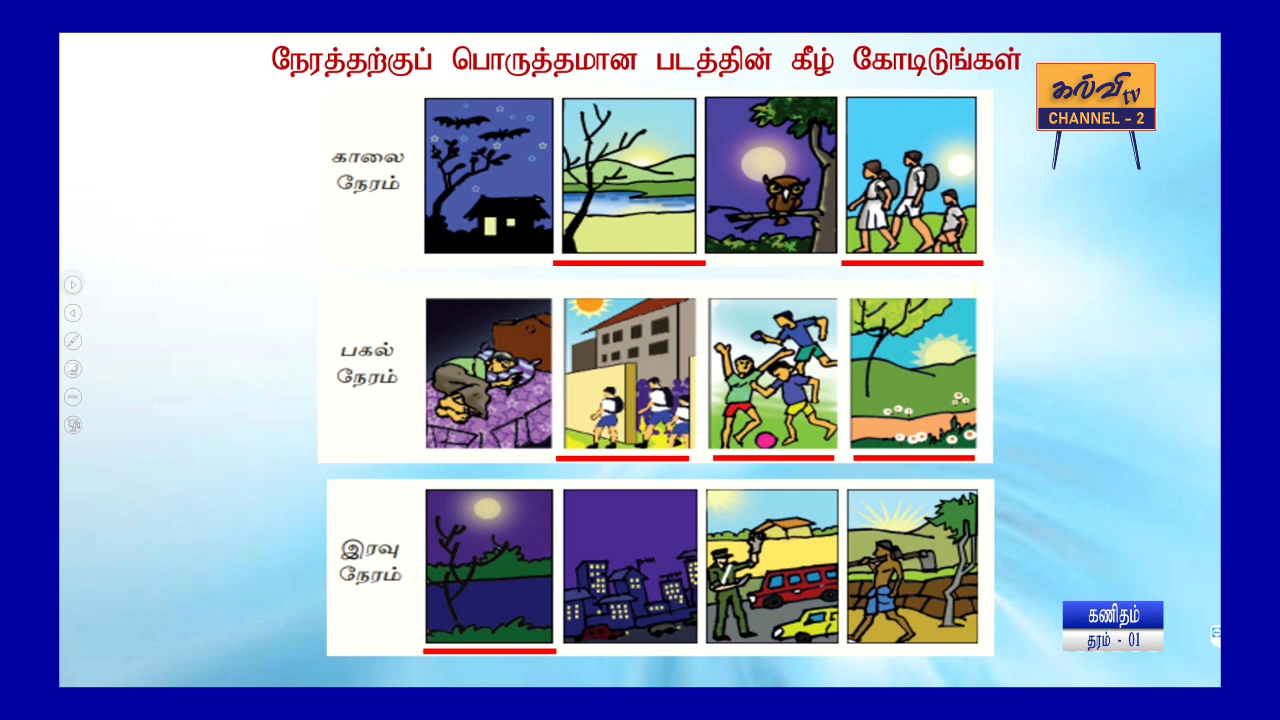 நேரத்தற்குப் பொருத்தமான படத்தின் கீழ் கோடிடுங்கள்
கல்வி tv
CHANNEL - 2
காலை
நேரம்
பகல்
நேரம்
இரவு
நேரம்
கணிதம்
தரம் - 01